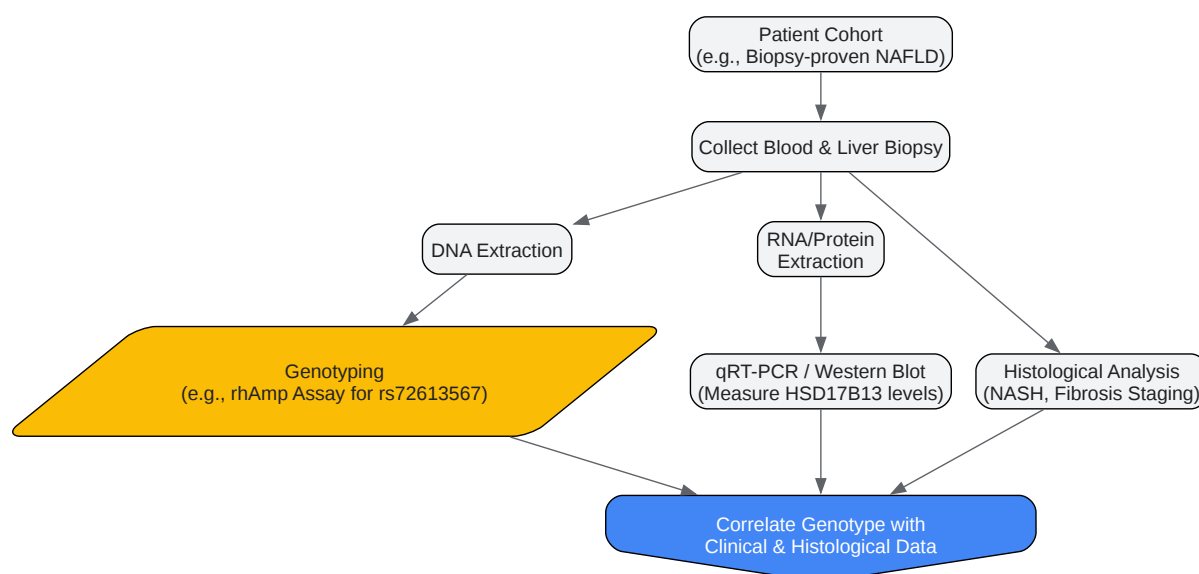 Patient Cohort
(e.g., Biopsy-proven NAFLD)
Collect Blood & Liver Biopsy
DNA Extraction
RNA/Protein
Extraction
Genotyping
(e.g., rhAmp Assay for rs72613567)
qRT-PCR / Western Blot
(Measure HSD17B13 levels)
Histological Analysis
(NASH, Fibrosis Staging)
Correlate Genotype with
Clinical & Histological Data